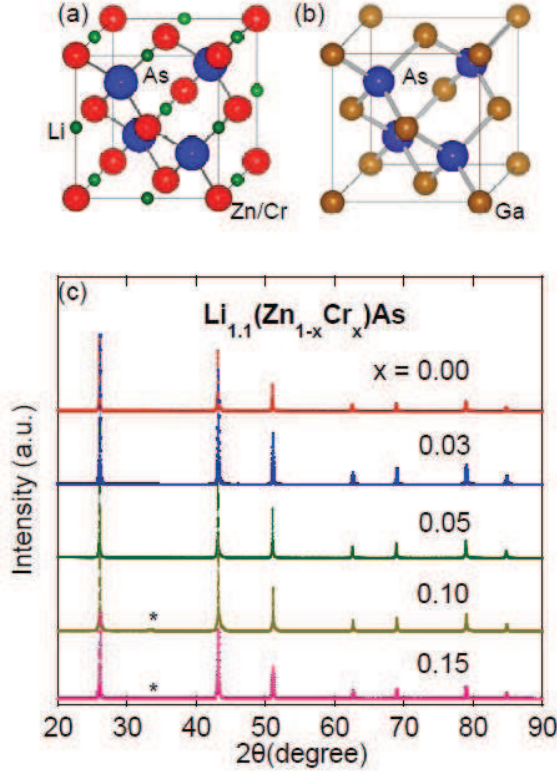 (a)
As
Li
Zn/Cr
(b)
As
Ga
(c)
Li1.1(Zn1-xCrx)As
x = 0.00
0.03
0.05
0.10
*
0.15
*
Intensity (a.u.)
20 30 40 50 60 70 80 90
2θ(degree)